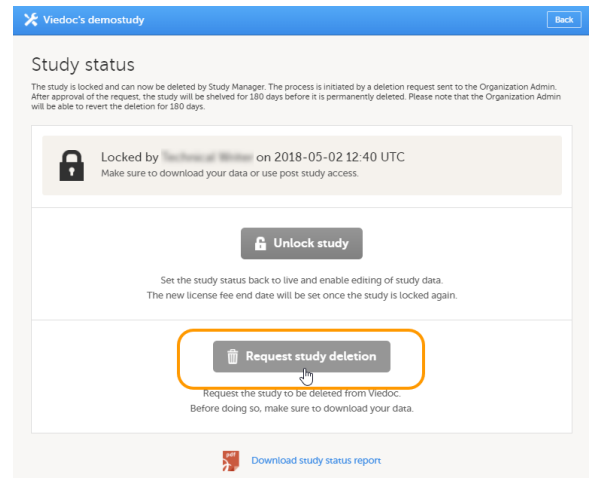 Viedoc's demostudy
Back
Study status
The study is locked and can now be deleted by Study Manager. The process is initiated by a deletion request sent to the Organization Admin.
After approval of the request, the study will be shelved for 180 days before it is permanently deleted. Please note that the Organization Admin
will be able to revert the deletion for 180 days.
Locked by on 2018-05-02 12:40 UTC
Make sure to download your data or use post study access.
Unlock study
Set the study status back to live and enable editing of study data.
The new license fee end date will be set once the study is locked again.
Request study deletion
Request the study to be deleted from Viedoc.
Before doing so, make sure to download your data.
pdf
Download study status report